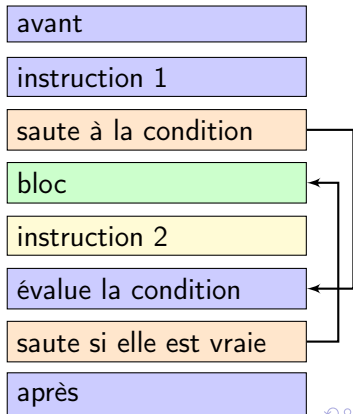 avant
instruction 1
saute à la condition
bloc
instruction 2
évalue la condition
saute si elle est vraie
après